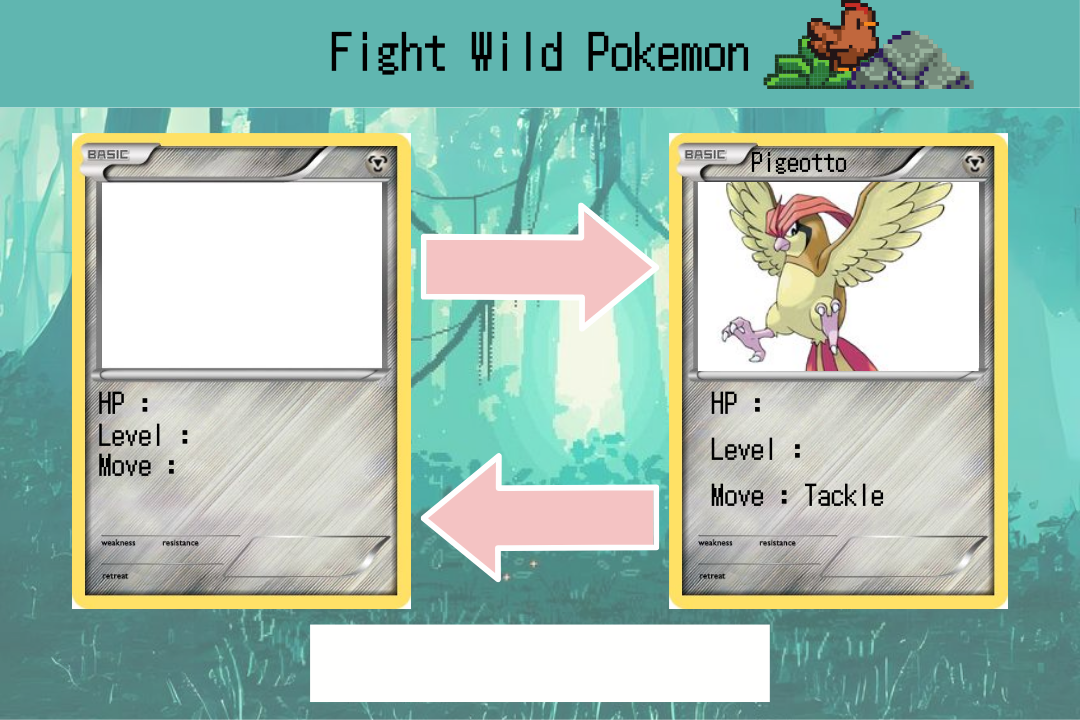 Fight Wild Pokemon
BASIC
HP :
Level :
Move :
weakness resistance
retreat
BASIC Pigeotto
HP :
Level :
Move : Tackle
weakness resistance
retreat